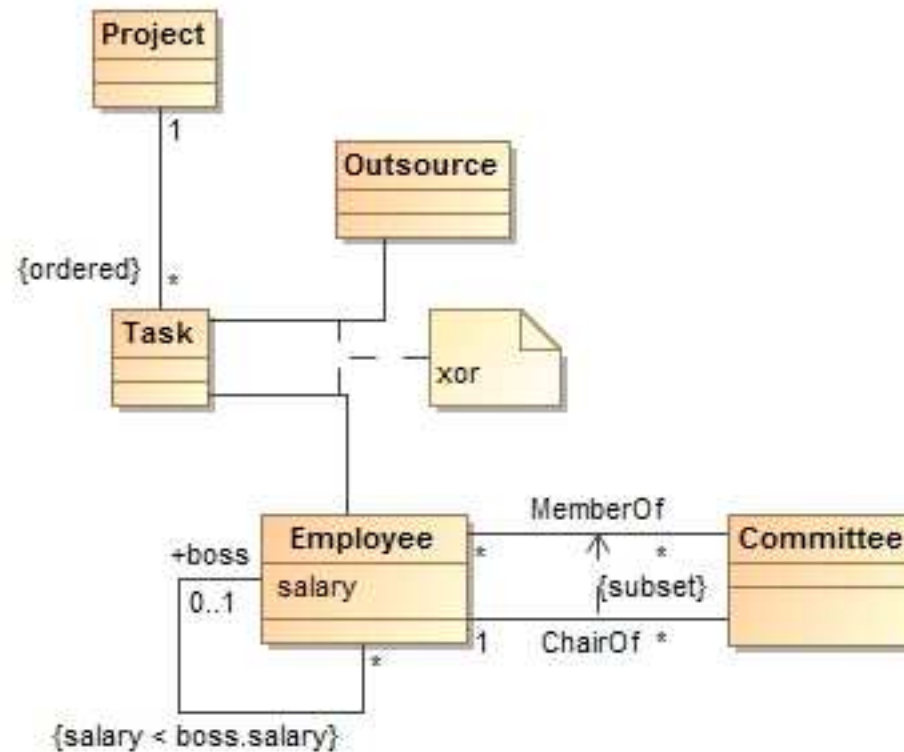 Project
1
Outsource
{ordered}
*
Task
xor
MemberOf
Employee
*
*
Committee
+boss
salary
{subset}
0..1
1
ChairOf
*
*
{salary < boss.salary}